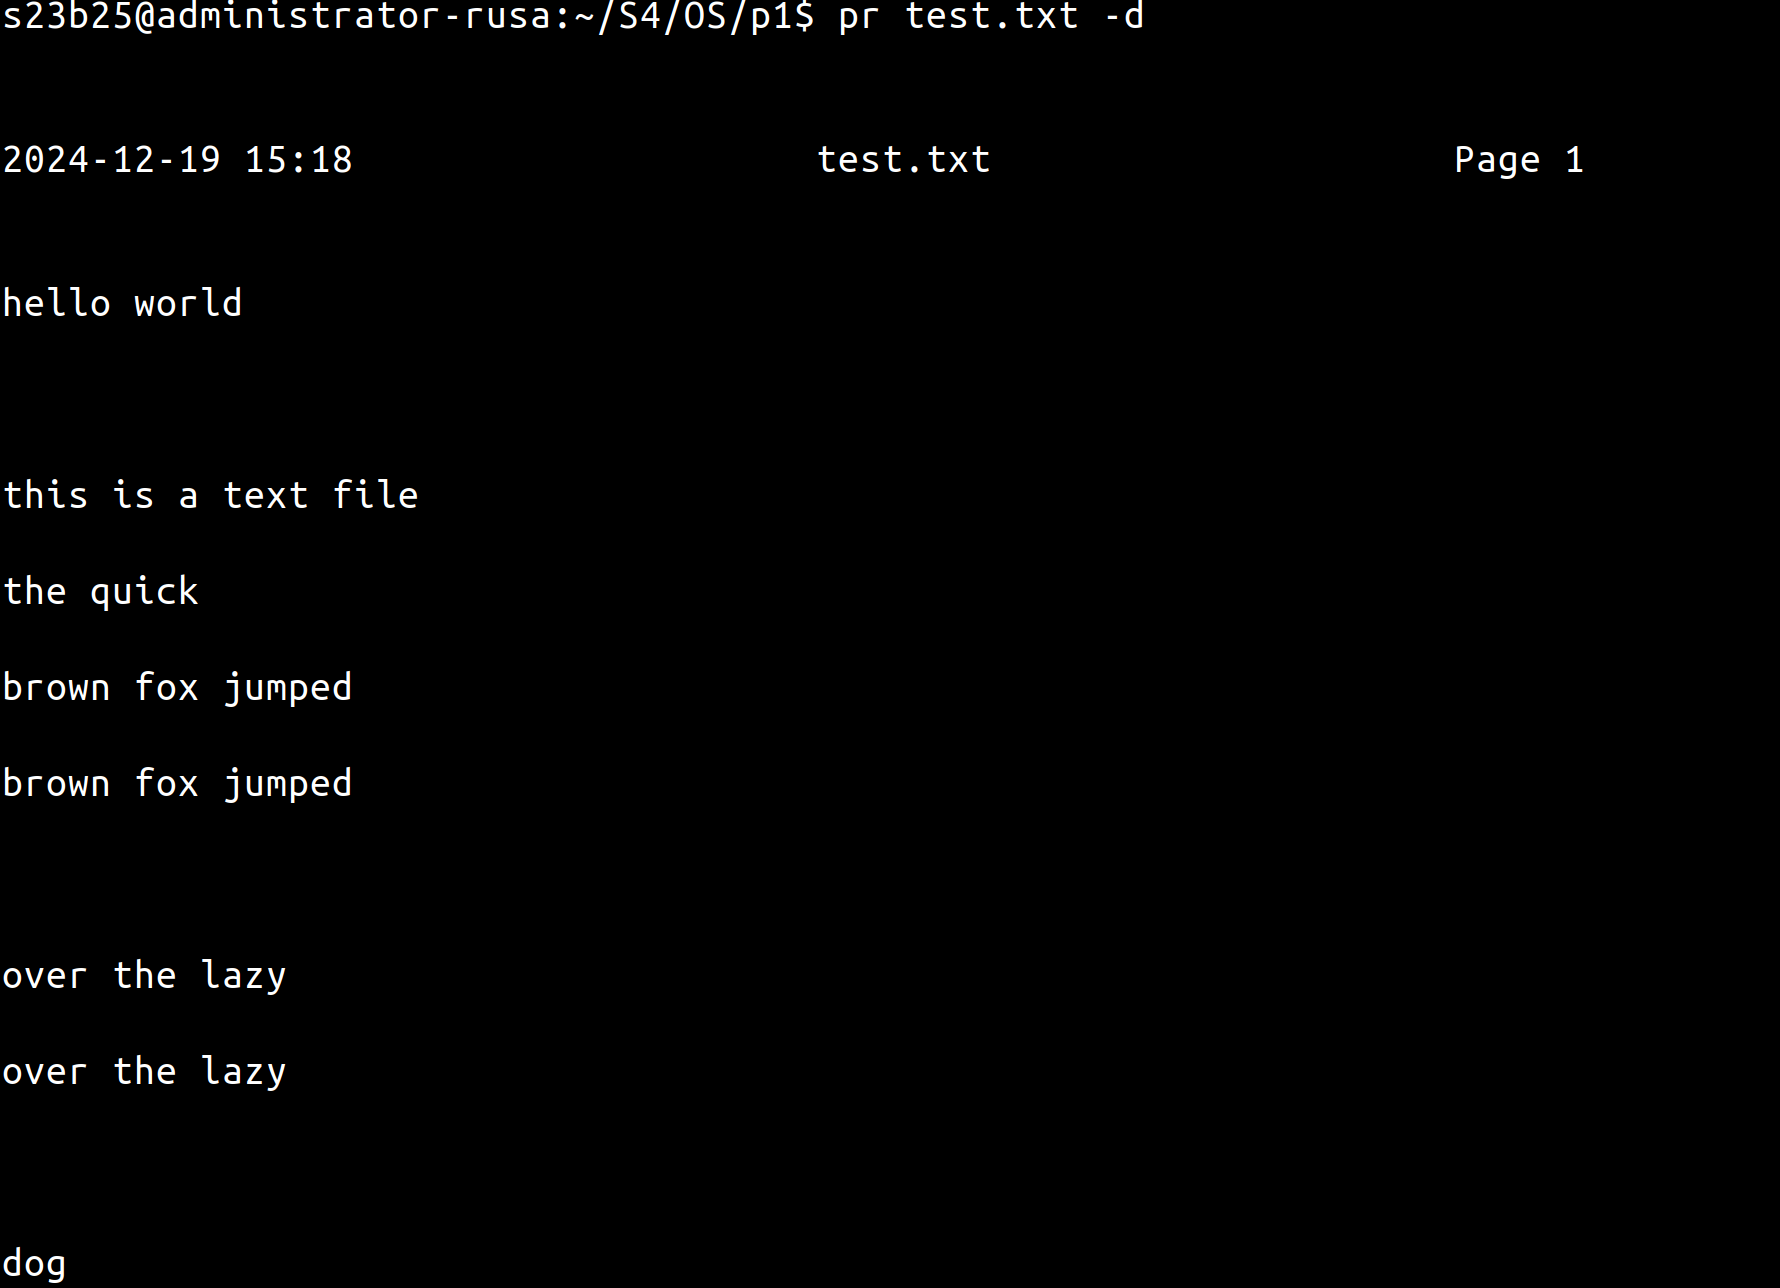 s23b25@administrator-rusa:~/S4/OS/p1$ pr test.txt -d
2024-12-19 15:18 test.txt Page 1
hello world
this is a text file
the quick
brown fox jumped
brown fox jumped
over the lazy
over the lazy
dog